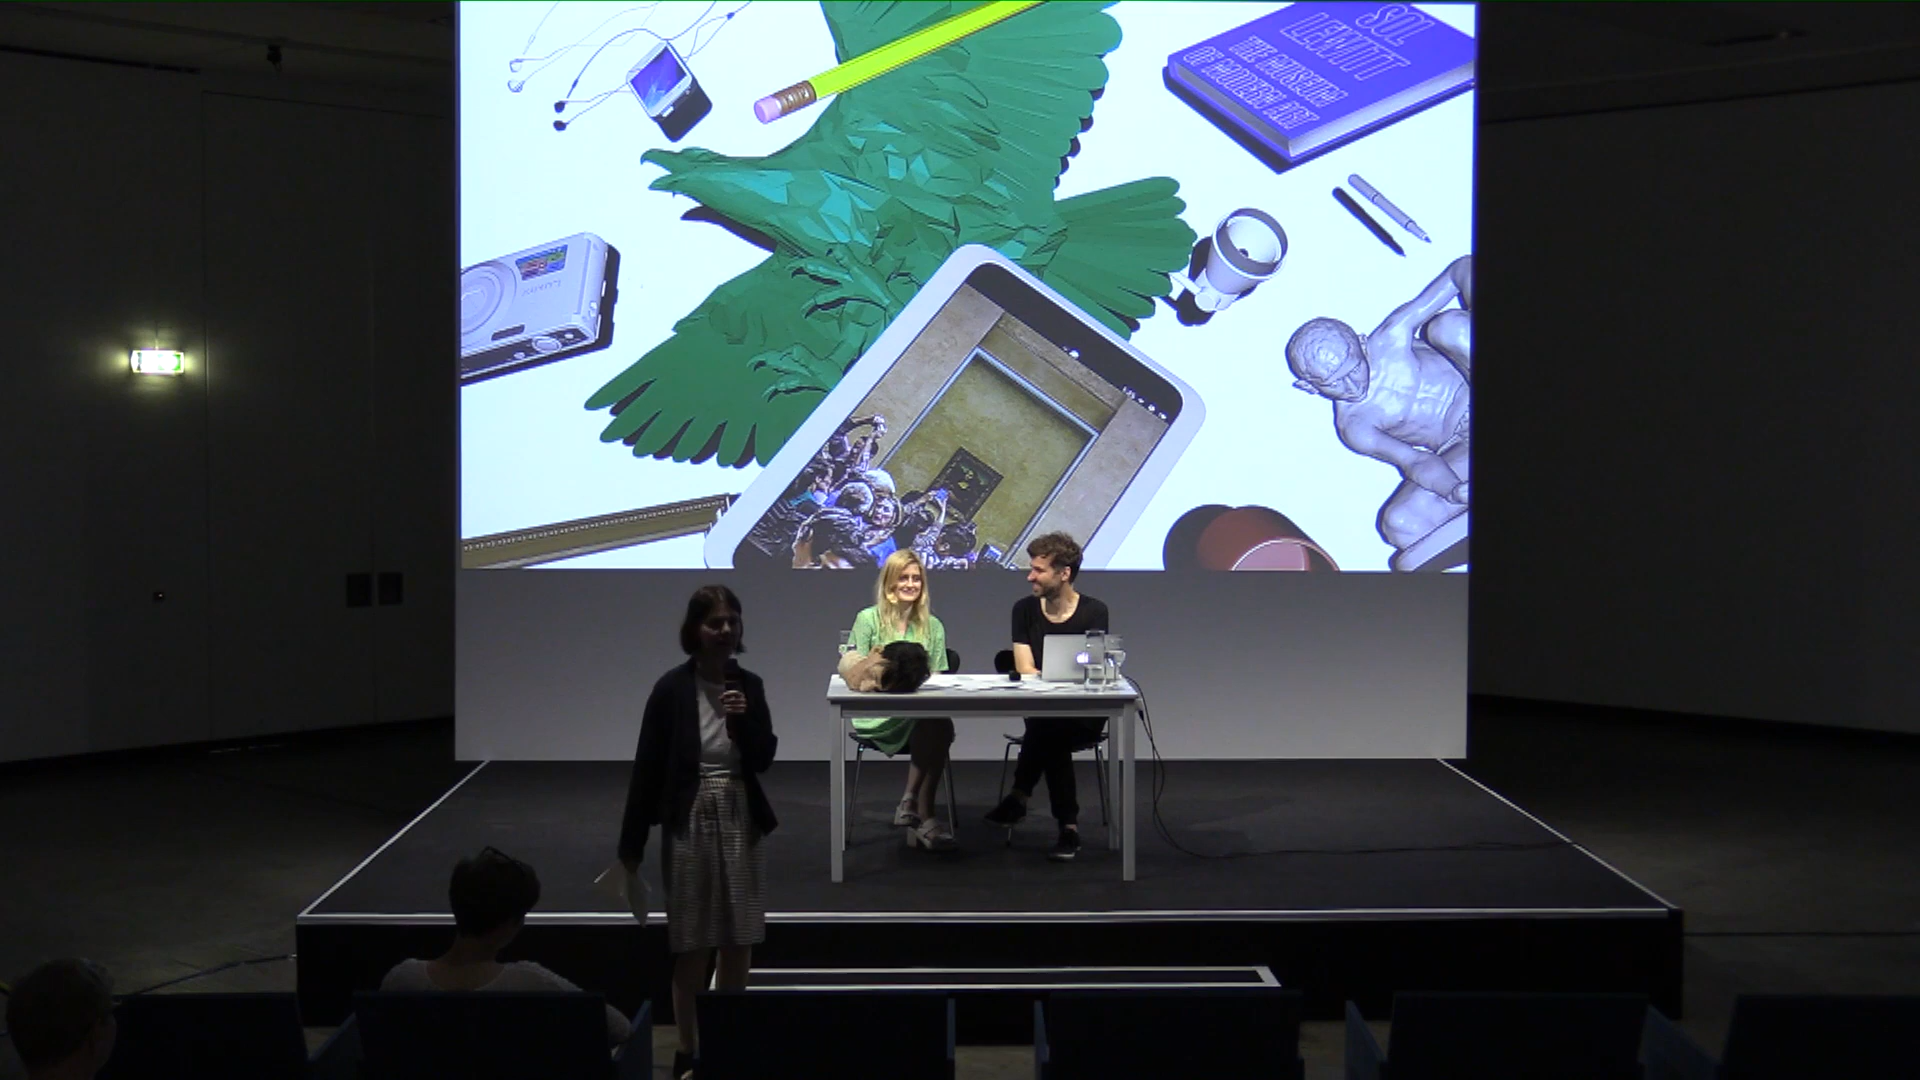 SOL
LEWITT
THE MUSEUM
OF MODERN ART
LUMIX